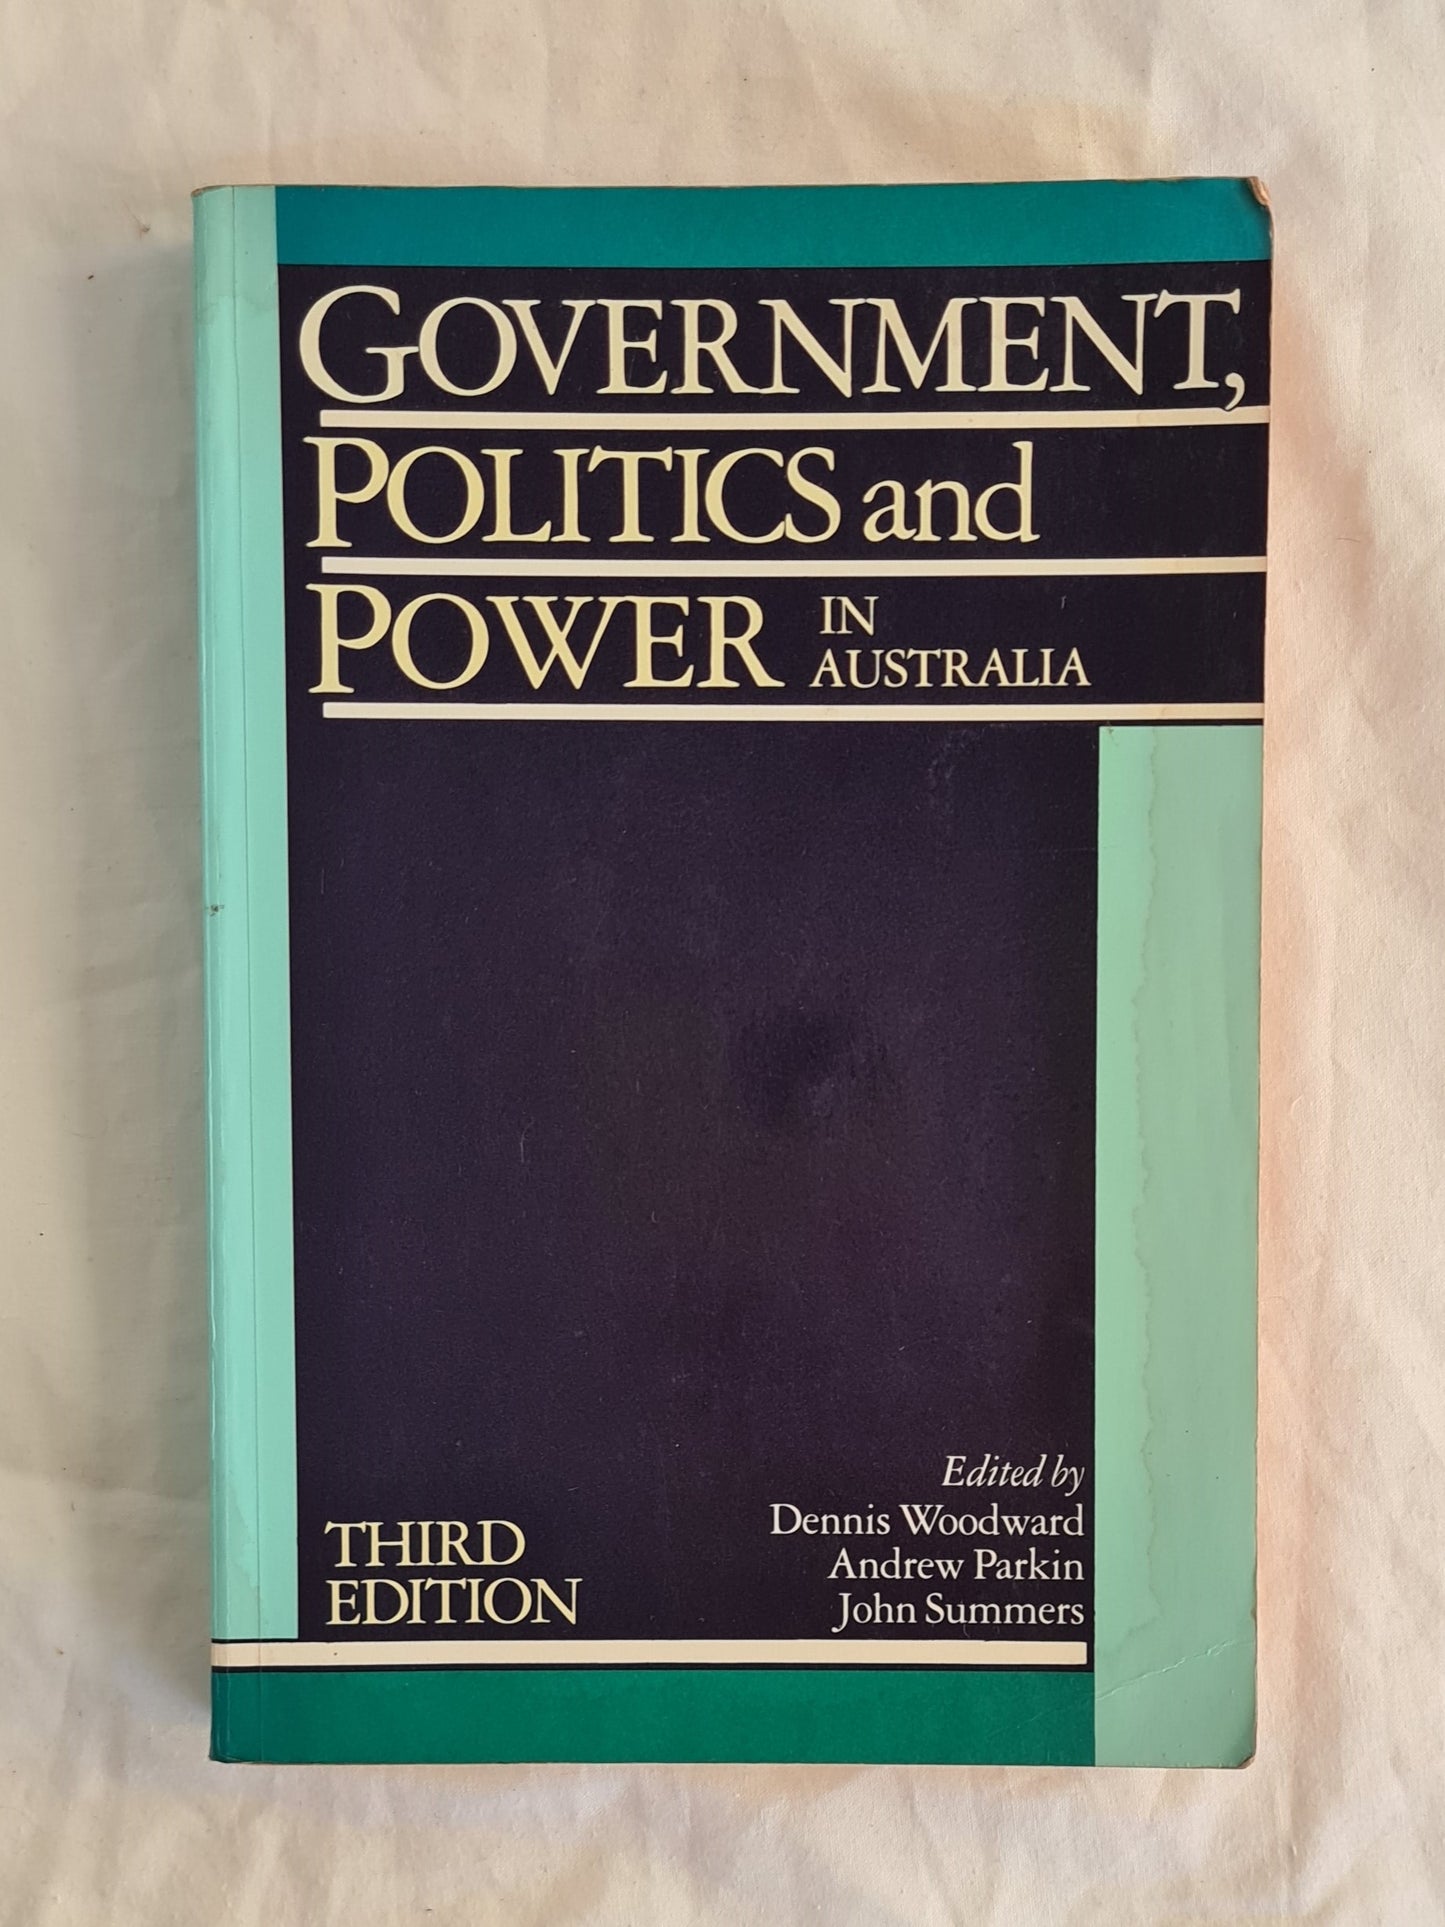 GOVERNMENT,
POLITICS and
POWER IN
AUSTRALIA
THIRD
EDITION
Edited by
Dennis Woodward
Andrew Parkin
John Summers